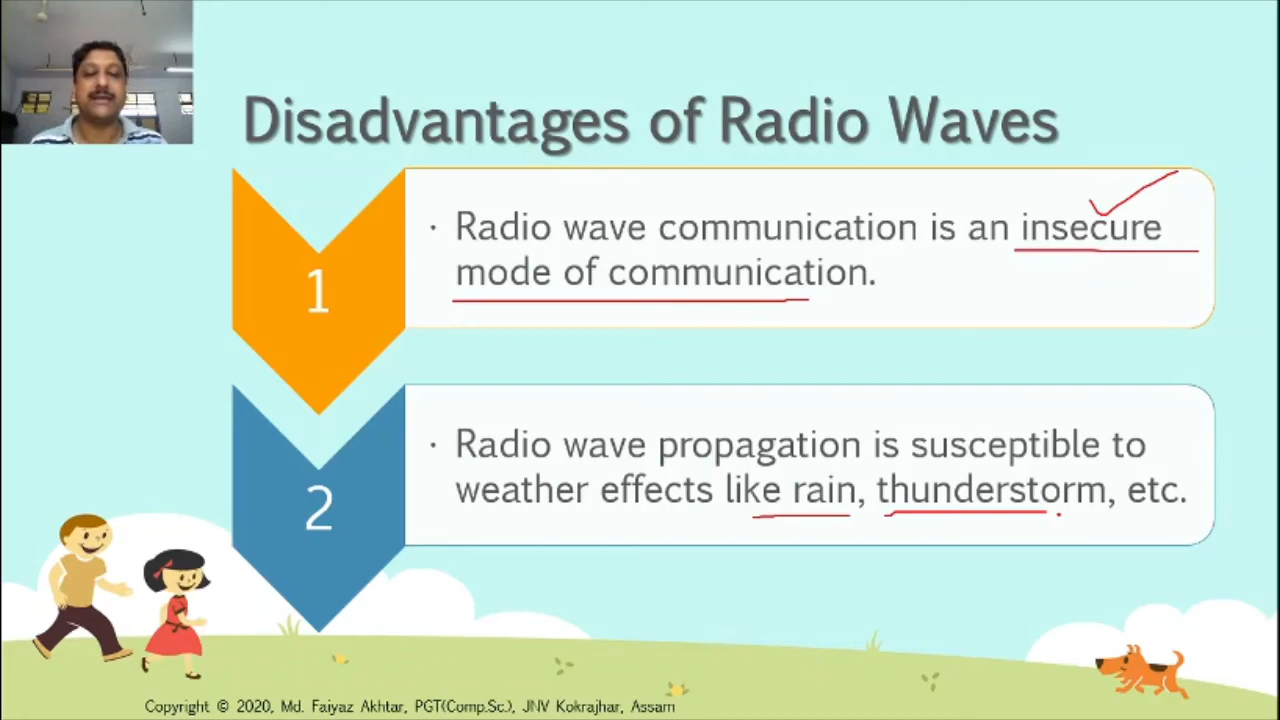 Disadvantages of Radio Waves
1
· Radio wave communication is an insecure
mode of communication.
2
· Radio wave propagation is susceptible to
weather effects like rain, thunderstorm, etc.
Copyright © 2020, Md. Faiyaz Akhtar, PGT(Comp.Sc.), JNV Kokrajhar, Assam